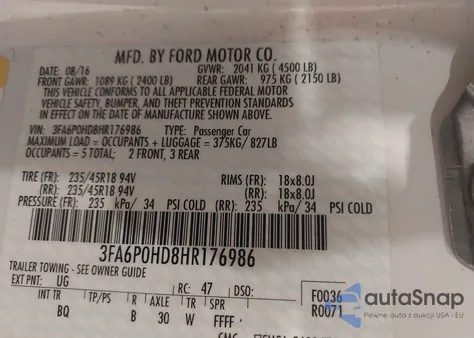 MFD. BY FORD MOTOR CO.
DATE: 08/16 GVWR: 2041 KG ( 4500 LB)
FRONT GAWR: 1089 KG ( 2400 LB) REAR GAWR: 975 KG ( 2150 LB)
THIS VEHICLE CONFORMS TO ALL APPLICABLE FEDERAL MOTOR
VEHICLE SAFETY, BUMPER, AND THEFT PREVENTION STANDARDS
IN EFFECT ON THE DATE OF MANUFACTURE SHOWN ABOVE.
VIN: 3FA6P0HD8HR176986 TYPE: Passenger Car
MAXIMUM LOAD = OCCUPANTS + LUGGAGE = 375KG/ 827LB
OCCUPANTS = 5 TOTAL: 2 FRONT, 3 REAR
TIRE (FR): 235/45R18 94V RIMS (FR): 18x8.0J
(RR): 235/45R18 94V (RR): 18x8.0J
PRESSURE (FR): 235 kPa/ 34 PSI COLD (RR): 235 kPa/ 34 PSI COLD
3FA6P0HD8HR176986
TRAILER TOWING - SEE OWNER GUIDE
EXT PNT: UG RC: 47 DSO: F0036
R0071
INT TR TP/PS R AXLE TR SPR
BQ B 30 W FFFF
autoSnap
Pewne auta z aukcji USA i EU